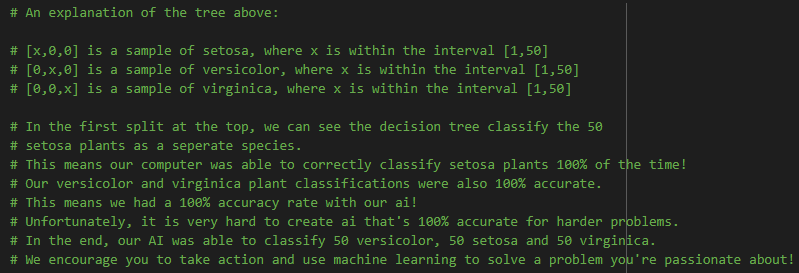 # An explanation of the tree above:
# [x,0,0] is a sample of setosa, where x is within the interval [1,50]
# [0,x,0] is a sample of versicolor, where x is within the interval [1,50]
# [0,0,x] is a sample of virginica, where x is within the interval [1,50]
# In the first split at the top, we can see the decision tree classify the 50
# setosa plants as a seperate species.
# This means our computer was able to correctly classify setosa plants 100% of the time!
# Our versicolor and virginica plant classifications were also 100% accurate.
# This means we had a 100% accuracy rate with our ai!
# Unfortunately, it is very hard to create ai that's 100% accurate for harder problems.
# In the end, our AI was able to classify 50 versicolor, 50 setosa and 50 virginica.
# We encourage you to take action and use machine learning to solve a problem you're passionate about!